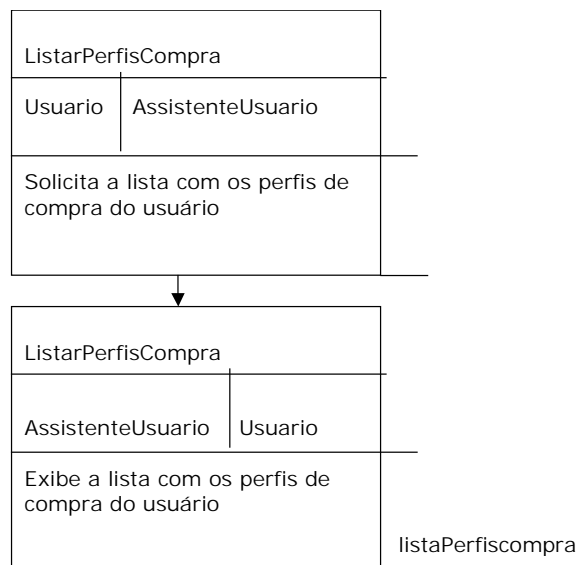 ListarPerfisCompra
Usuario AssistenteUsuario
Solicita a lista com os perfis de
compra do usuário
ListarPerfisCompra
AssistenteUsuario Usuario
Exibe a lista com os perfis de
compra do usuário
listaPerfiscompra